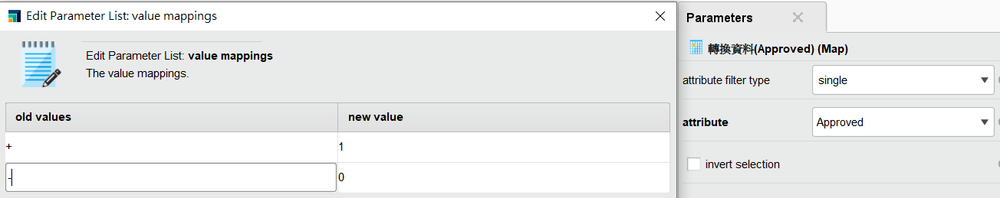 Edit Parameter List: value mappings
Edit Parameter List: value mappings
The value mappings.
old values new value
+ 1
- 0
Parameters
轉換資料(Approved) (Map)
attribute filter type single
attribute Approved
invert selection